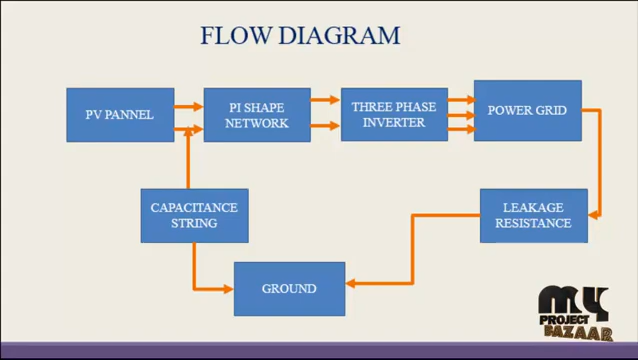 FLOW DIAGRAM
PV PANNEL
PI SHAPE
NETWORK
THREE PHASE
INVERTER
POWER GRID
CAPACITANCE
STRING
LEAKAGE
RESISTANCE
GROUND
MY
PROJECT
BAZAAR